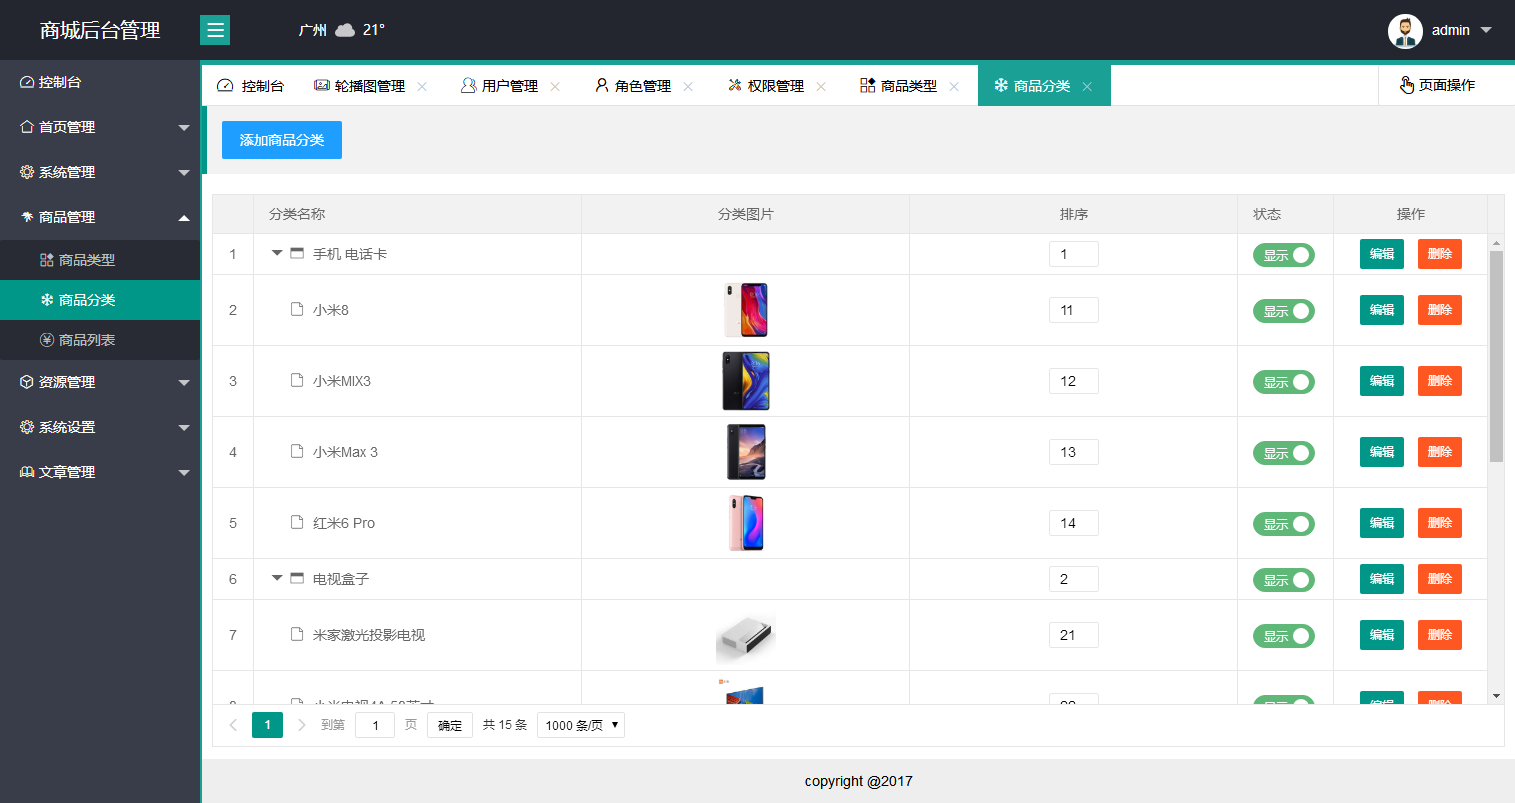 商城后台管理
广州 21°
admin
控制台
首页管理
系统管理
商品管理
商品类型
商品分类
商品列表
资源管理
系统设置
文章管理
控制台 轮播图管理 用户管理 角色管理 权限管理 商品类型 商品分类 页面操作
添加商品分类
分类名称 分类图片 排序 状态 操作
1 手机 电话卡 1 显示 编辑 删除
2 小米8 11 显示 编辑 删除
3 小米MIX3 12 显示 编辑 删除
4 小米Max 3 13 显示 编辑 删除
5 红米6 Pro 14 显示 编辑 删除
6 电视盒子 2 显示 编辑 删除
7 米家激光投影电视 21 显示 编辑 删除
1 到第 1 页 确定 共 15 条 1000 条/页
copyright @2017